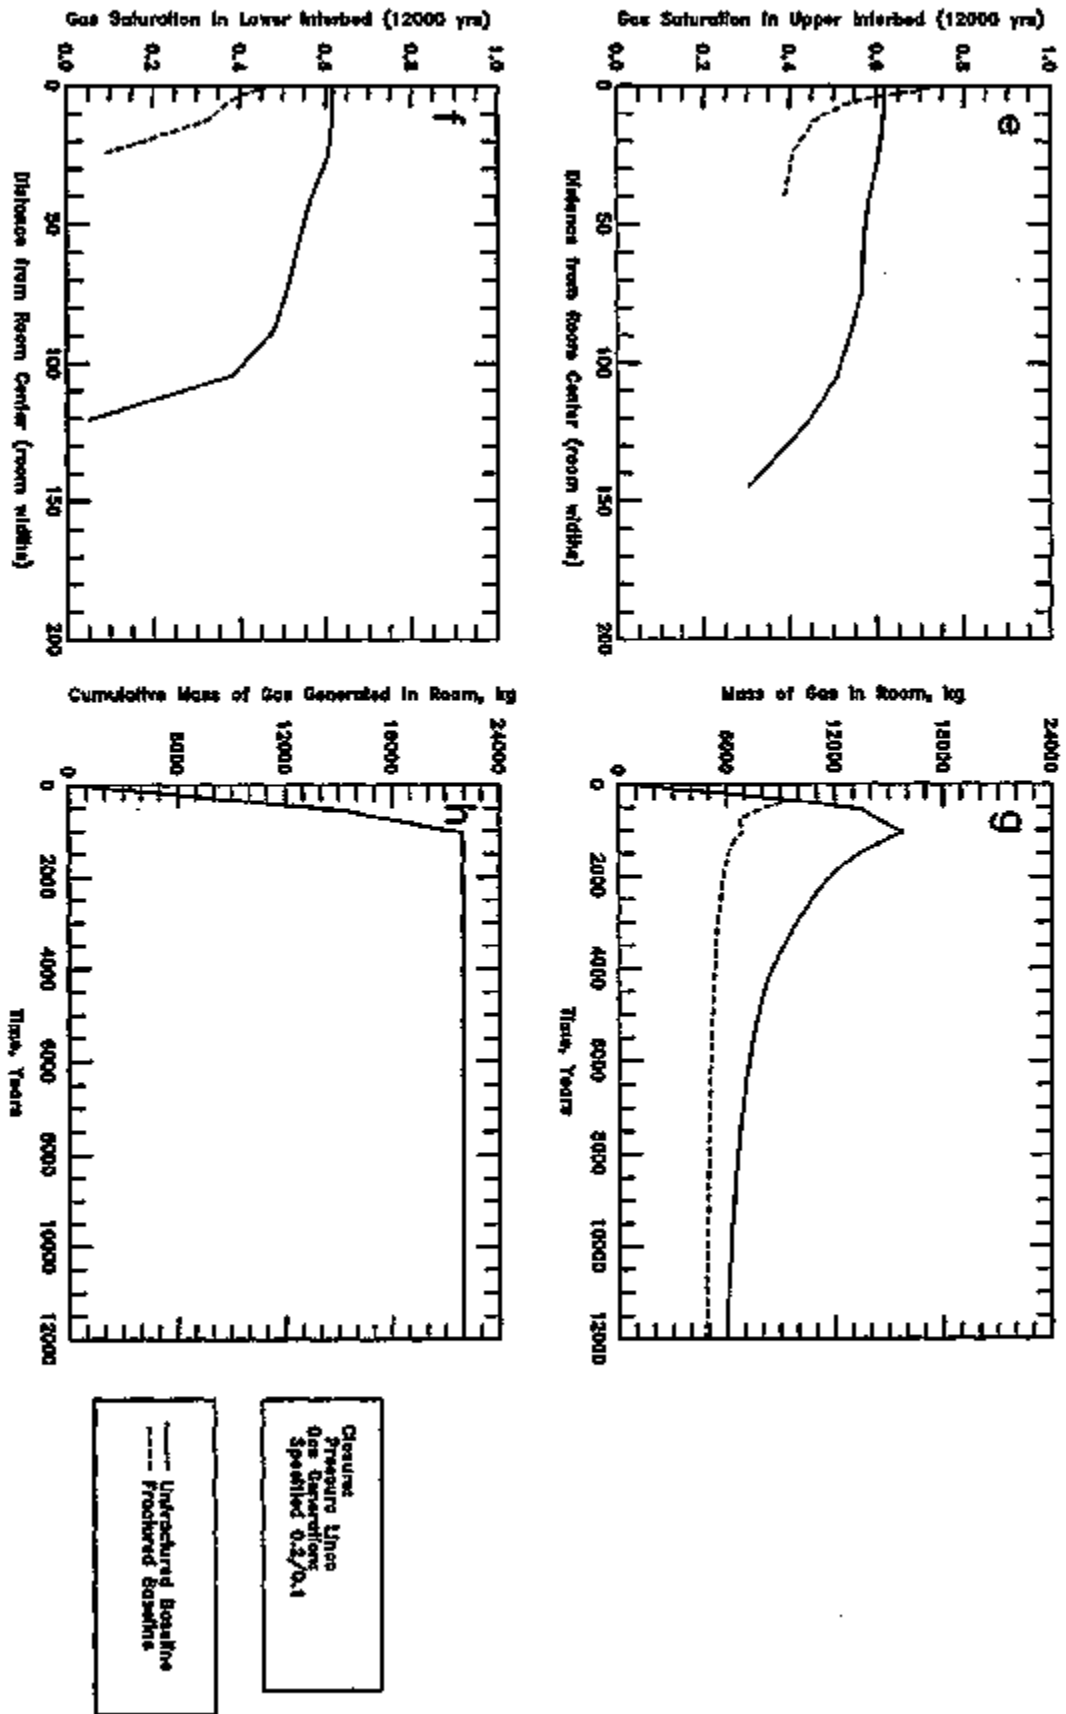 e
Gas Saturation in Upper Interbed (12000 yrs)
1.0
0.8
0.6
0.4
0.2
0.0
0
50
100
150
200
Distance from Room Center (room widths)
g
Mass of Gas in Room, kg
24000
18000
12000
6000
0
0
2000
4000
6000
8000
10000
12000
Time, Years
f
Gas Saturation in Lower Interbed (12000 yrs)
1.0
0.8
0.6
0.4
0.2
0.0
0
50
100
150
200
Distance from Room Center (room widths)
h
Cumulative Mass of Gas Generated in Room, kg
24000
18000
12000
6000
0
0
2000
4000
6000
8000
10000
12000
Time, Years
Closure:
Pressure Lines
Gas Generation:
Specified 0.2/0.1
Unfractured Baseline
Fractured Baseline